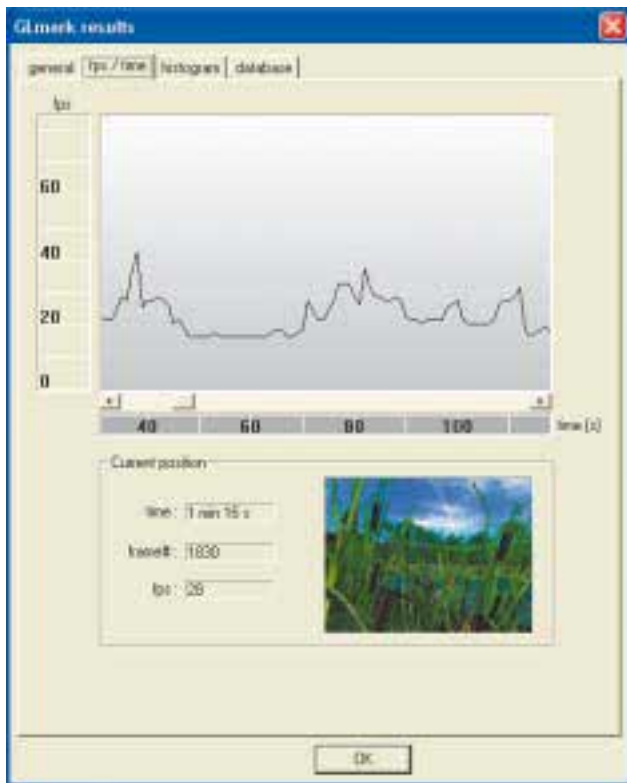 GLmark results
general fps / time histogram database
fps
60
40
20
0
40 60 80 100 time [s]
Current position
time : 1 min 16 s
frame# : 1830
fps : 28
OK